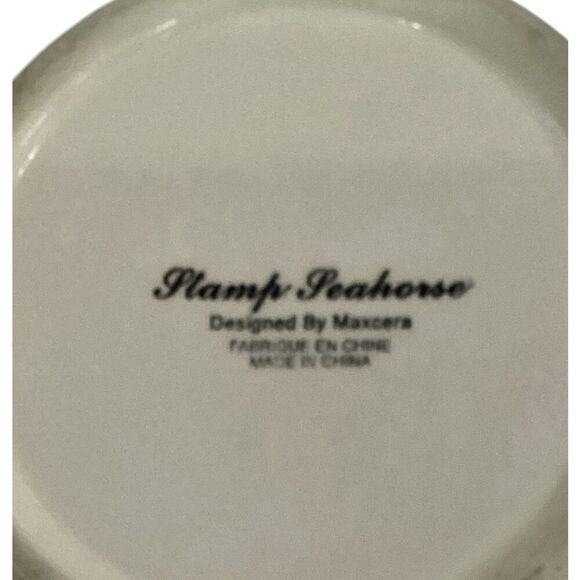 Stamp Seahorse
Designed By Maxcera
FABRIQUE EN CHINE
MADE IN CHINA